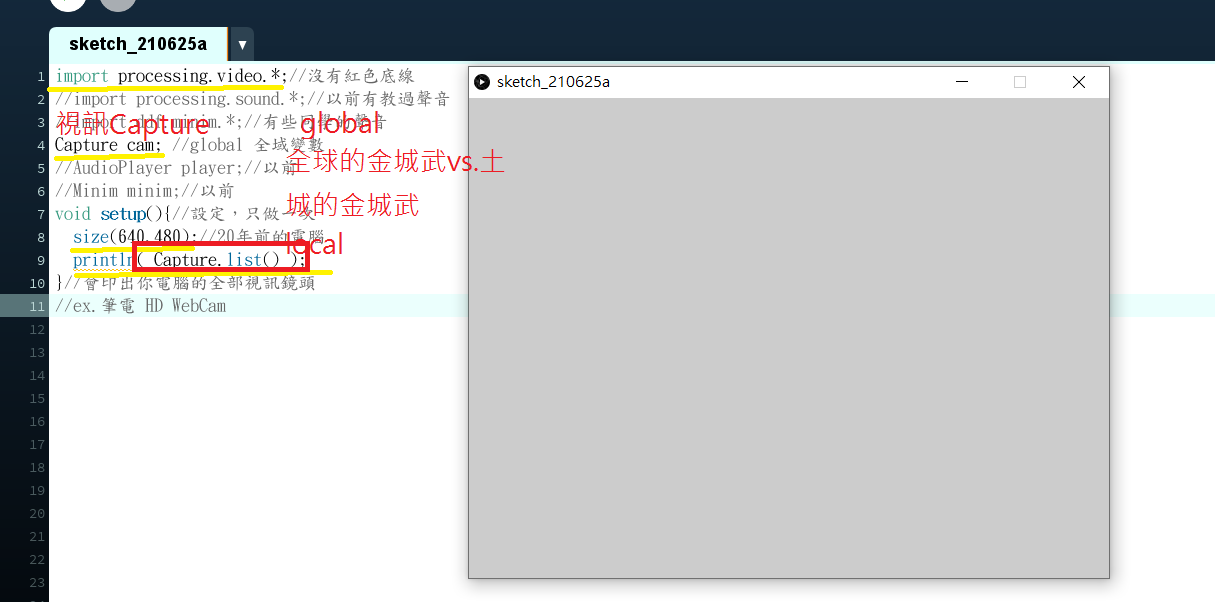 sketch_210625a
sketch_210625a
1 import processing.video.*;//沒有紅色底線
2 //import processing.sound.*;//以前有教過聲音
3 //import ddf.minim.*;//有些同學的聲音
視訊Capture
global
4 Capture cam; //global 全域變數
全球的金城武vs.土
城的金城武
local
5 //AudioPlayer player;//以前
6 //Minim minim;//以前
7 void setup(){//設定，只做一次
8 size(640,480);//20年前的電腦
9 println( Capture.list() );
10 }//會印出你電腦的全部視訊鏡頭
11 //ex.筆電 HD WebCam
12
13
14
15
16
17
18
19
20
21
22
23